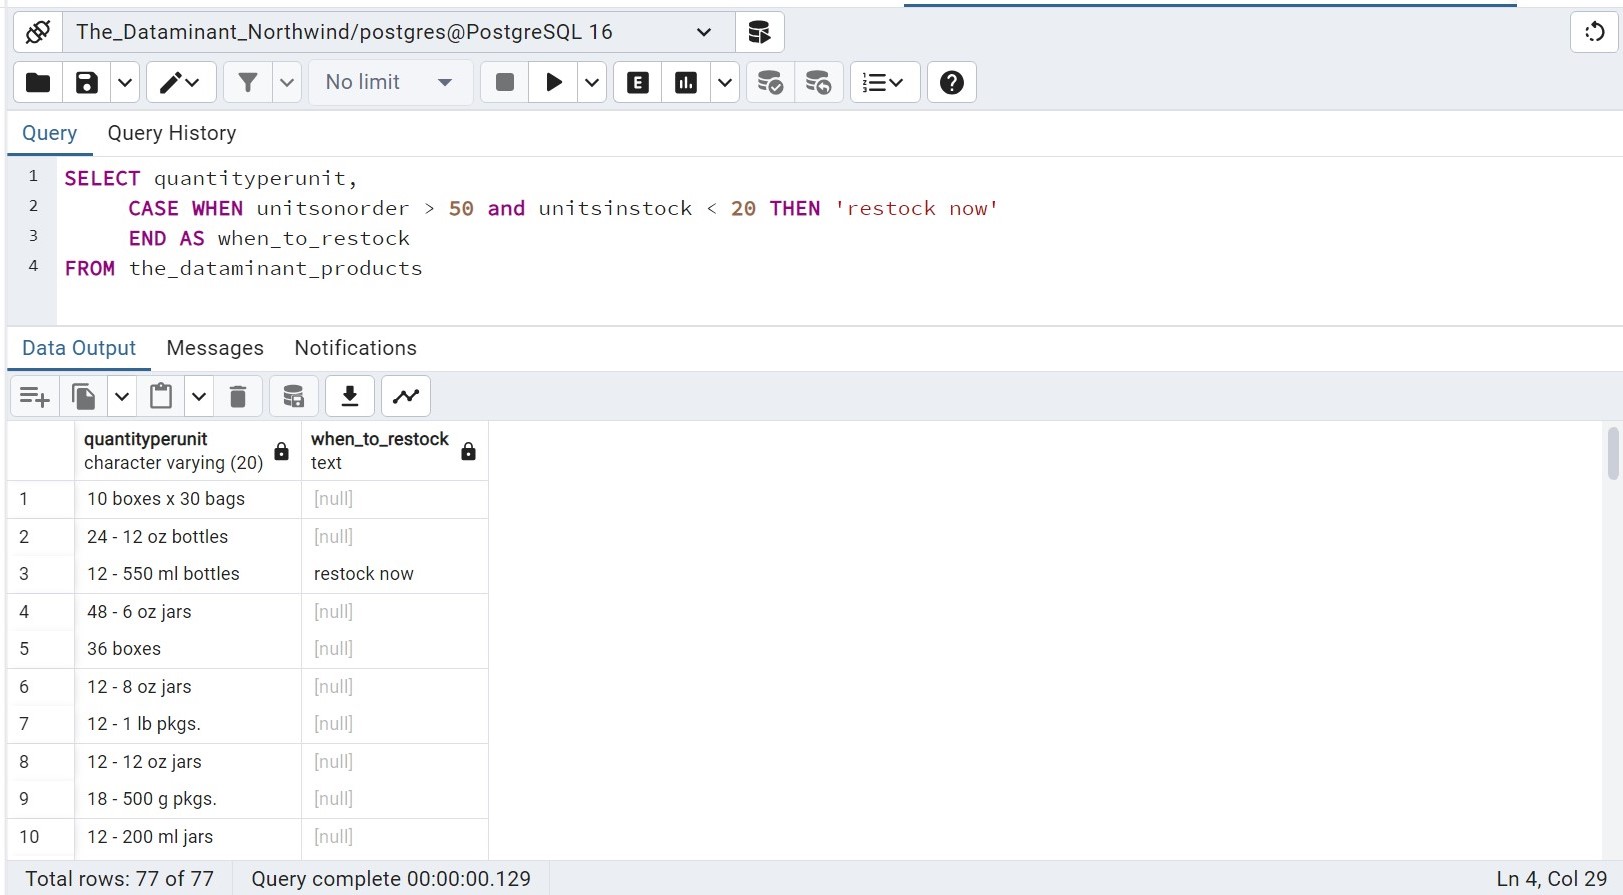 The_Dataminant_Northwind/postgres@PostgreSQL 16
No limit
E
Query Query History
1 SELECT quantityperunit,
2 CASE WHEN unitsonorder > 50 and unitsinstock < 20 THEN 'restock now'
3 END AS when_to_restock
4 FROM the_dataminant_products
Data Output Messages Notifications
quantityperunit when_to_restock
character varying (20) text
1 10 boxes x 30 bags [null]
2 24 - 12 oz bottles [null]
3 12 - 550 ml bottles restock now
4 48 - 6 oz jars [null]
5 36 boxes [null]
6 12 - 8 oz jars [null]
7 12 - 1 lb pkgs. [null]
8 12 - 12 oz jars [null]
9 18 - 500 g pkgs. [null]
10 12 - 200 ml jars [null]
Total rows: 77 of 77 Query complete 00:00:00.129 Ln 4, Col 29